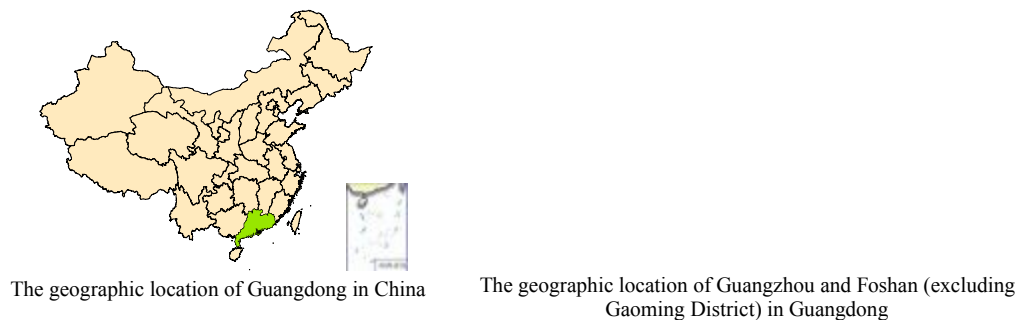 The geographic location of Guangdong in China
The geographic location of Guangzhou and Foshan (excluding
Gaoming District) in Guangdong